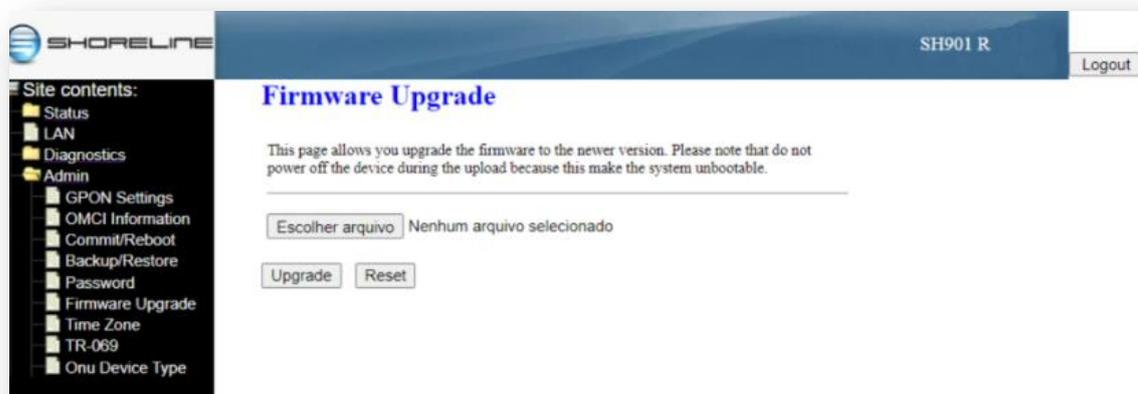 SHORELINE
SH901 R
Logout
Site contents:
Status
LAN
Diagnostics
Admin
GPON Settings
OMCI Information
Commit/Reboot
Backup/Restore
Password
Firmware Upgrade
Time Zone
TR-069
Onu Device Type
Firmware Upgrade
This page allows you upgrade the firmware to the newer version. Please note that do not
power off the device during the upload because this make the system unbootable.
Escolher arquivo Nenhum arquivo selecionado
Upgrade Reset